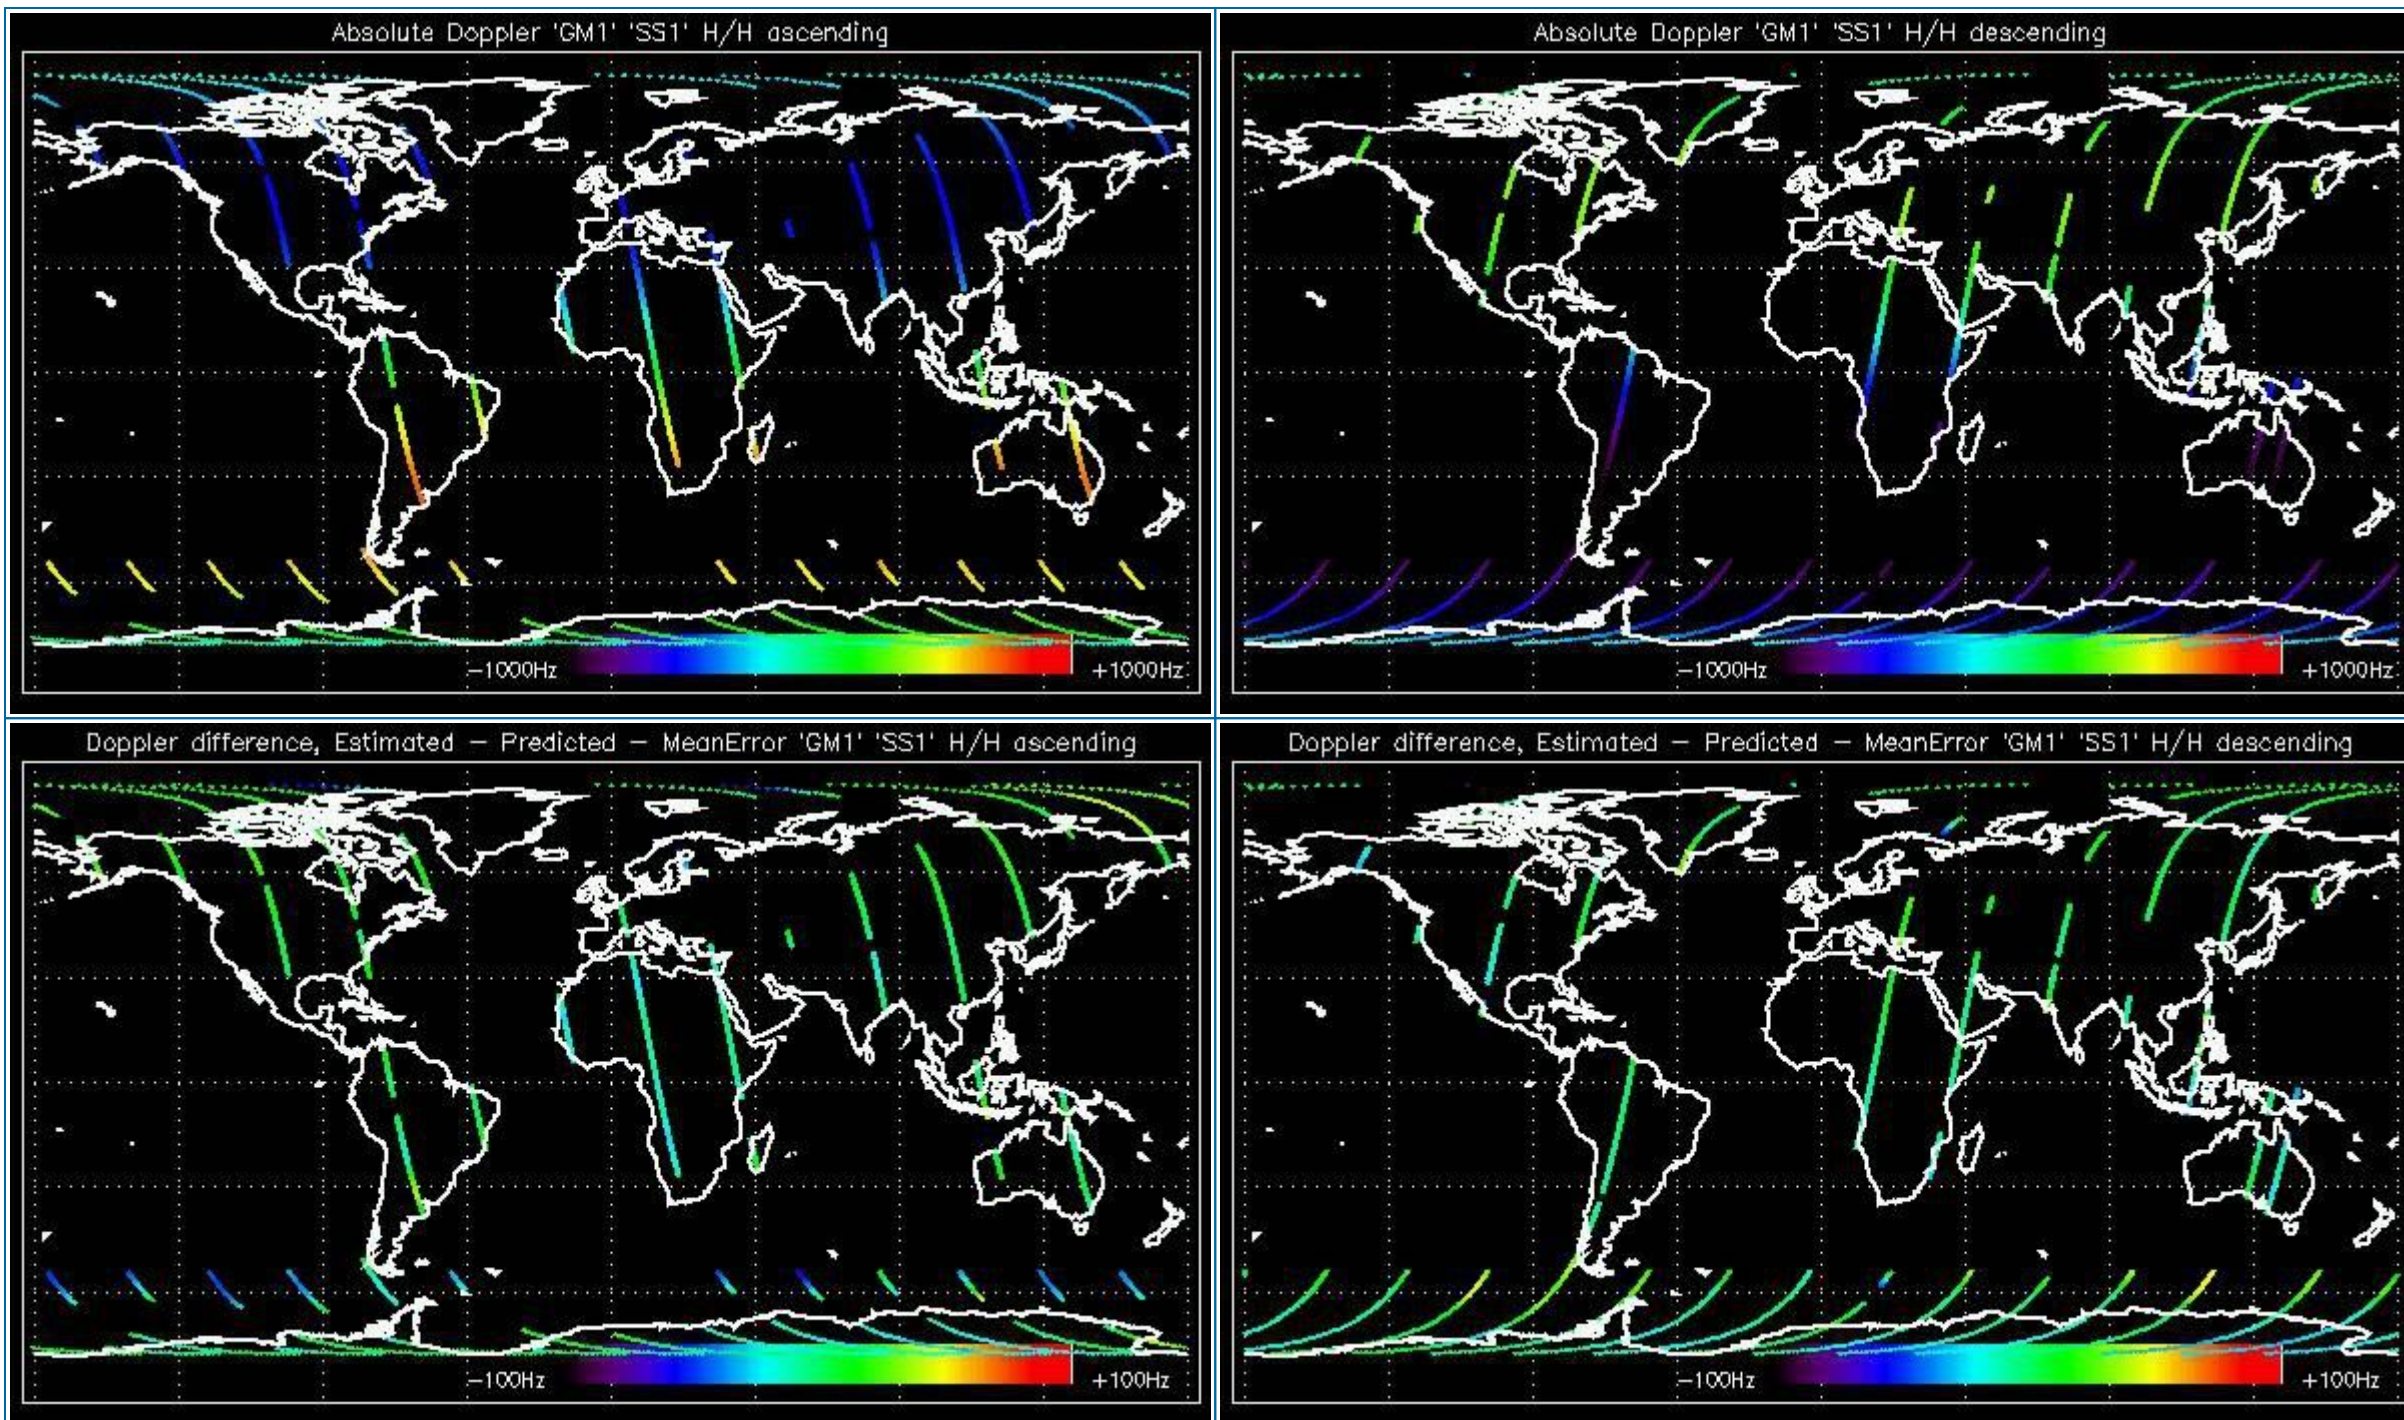 Absolute Doppler 'GM1' 'SS1' H/H ascending
−1000Hz
+1000Hz
Absolute Doppler 'GM1' 'SS1' H/H descending
−1000Hz
+1000Hz
Doppler difference, Estimated − Predicted − MeanError 'GM1' 'SS1' H/H ascending
−100Hz
+100Hz
Doppler difference, Estimated − Predicted − MeanError 'GM1' 'SS1' H/H descending
−100Hz
+100Hz